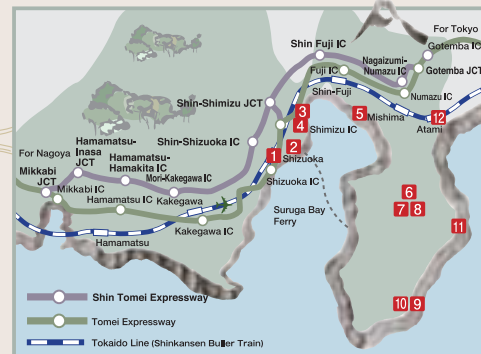 For Tokyo
Gotemba IC
Shin Fuji IC
Nagaizumi-
Numazu IC
Gotemba JCT
Fuji IC
Numazu IC
Shin-Fuji
Shin-Shimizu JCT
3
4
Shimizu IC
5
Mishima
12
Atami
Shin-Shizuoka IC
1
2
Shizuoka
Shizuoka IC
For Nagoya
Hamamatsu-
Inasa
JCT
Hamamatsu-
Hamakita IC
Mori-Kakegawa IC
Mikkabi
JCT
Mikkabi IC
Kakegawa
Hamamatsu IC
Kakegawa IC
Hamamatsu
Suruga Bay
Ferry
6
7 8
11
10 9
Shin Tomei Expressway
Tomei Expressway
Tokaido Line (Shinkansen Buller Train)